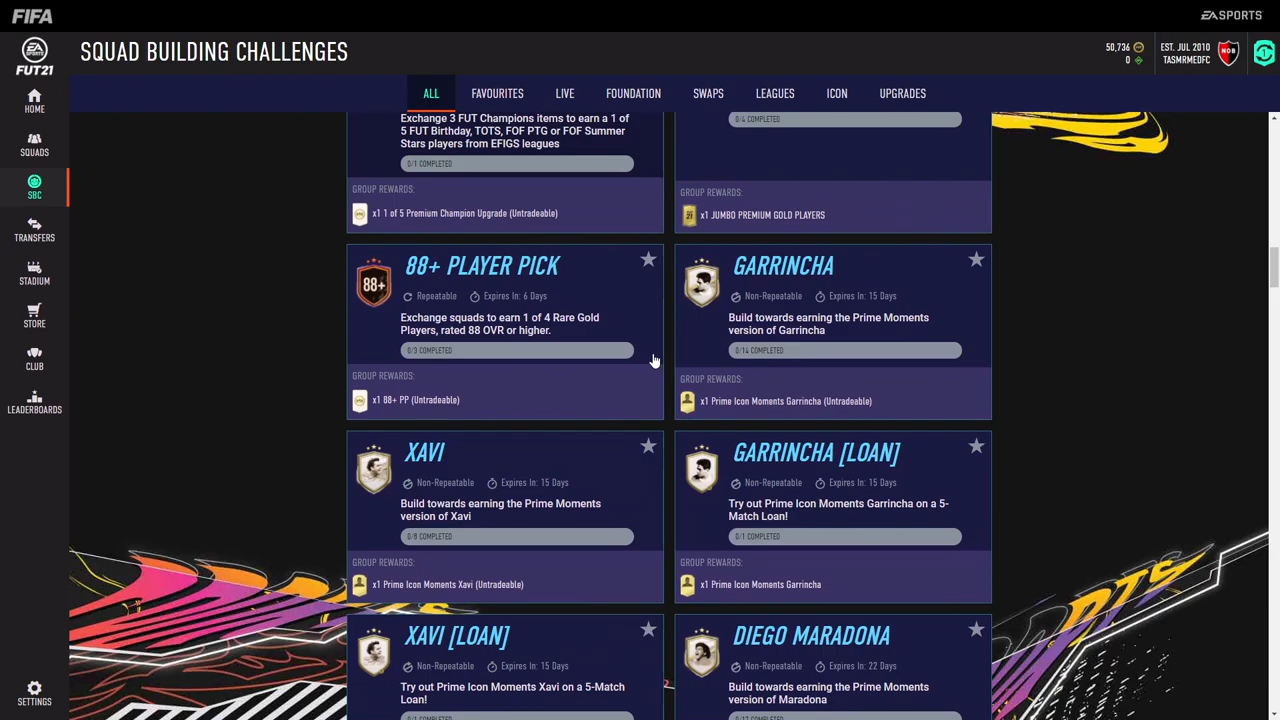 FIFA
EA SPORTS
EA SPORTS
FUT21
SQUAD BUILDING CHALLENGES
50,736
0
EST. JUL 2010
TASMRMEDFC
NOB
1
ALL
FAVOURITES
LIVE
FOUNDATION
SWAPS
LEAGUES
ICON
UPGRADES
HOME
SQUADS
SBC
TRANSFERS
STADIUM
STORE
CLUB
LEADERBOARDS
SETTINGS
Exchange 3 FUT Champions items to earn a 1 of
5 FUT Birthday, TOTS, FOF PTG or FOF Summer
Stars players from EFIGS leagues
0/1 COMPLETED
GROUP REWARDS:
x1 1 of 5 Premium Champion Upgrade (Untradeable)
0/4 COMPLETED
GROUP REWARDS:
21
x1 JUMBO PREMIUM GOLD PLAYERS
88+
88+ PLAYER PICK
Repeatable
Expires In: 6 Days
Exchange squads to earn 1 of 4 Rare Gold
Players, rated 88 OVR or higher.
0/3 COMPLETED
GROUP REWARDS:
x1 88+ PP (Untradeable)
GARRINCHA
Non-Repeatable
Expires In: 15 Days
Build towards earning the Prime Moments
version of Garrincha
0/14 COMPLETED
GROUP REWARDS:
x1 Prime Icon Moments Garrincha (Untradeable)
XAVI
Non-Repeatable
Expires In: 15 Days
Build towards earning the Prime Moments
version of Xavi
0/8 COMPLETED
GROUP REWARDS:
x1 Prime Icon Moments Xavi (Untradeable)
GARRINCHA [LOAN]
Non-Repeatable
Expires In: 15 Days
Try out Prime Icon Moments Garrincha on a 5-
Match Loan!
0/1 COMPLETED
GROUP REWARDS:
x1 Prime Icon Moments Garrincha
XAVI [LOAN]
Non-Repeatable
Expires In: 15 Days
Try out Prime Icon Moments Xavi on a 5-Match
Loan!
DIEGO MARADONA
Non-Repeatable
Expires In: 22 Days
Build towards earning the Prime Moments
version of Maradona